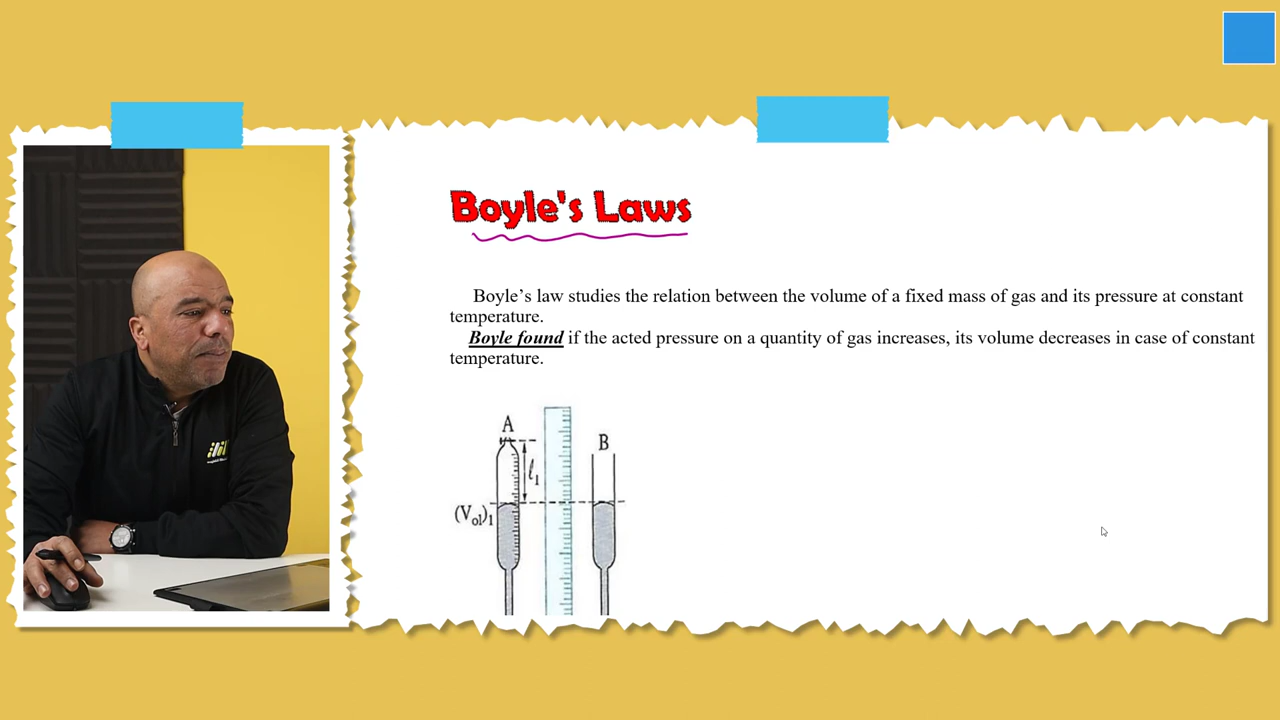 Boyle's Laws
Boyle’s law studies the relation between the volume of a fixed mass of gas and its pressure at constant
temperature.
Boyle found if the acted pressure on a quantity of gas increases, its volume decreases in case of constant
temperature.
A
B
l₁
(Vol)₁